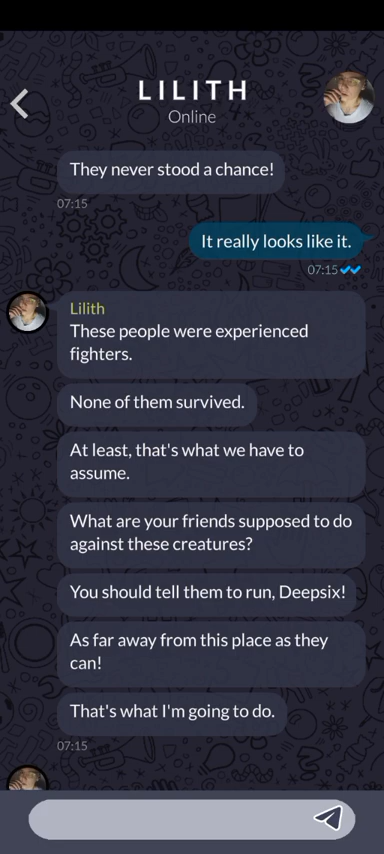 LILITH
Online
They never stood a chance!
07:15
It really looks like it.
07:15
Lilith
These people were experienced
fighters.
None of them survived.
At least, that's what we have to
assume.
What are your friends supposed to do
against these creatures?
You should tell them to run, Deepsix!
As far away from this place as they
can!
That's what I'm going to do.
07:15